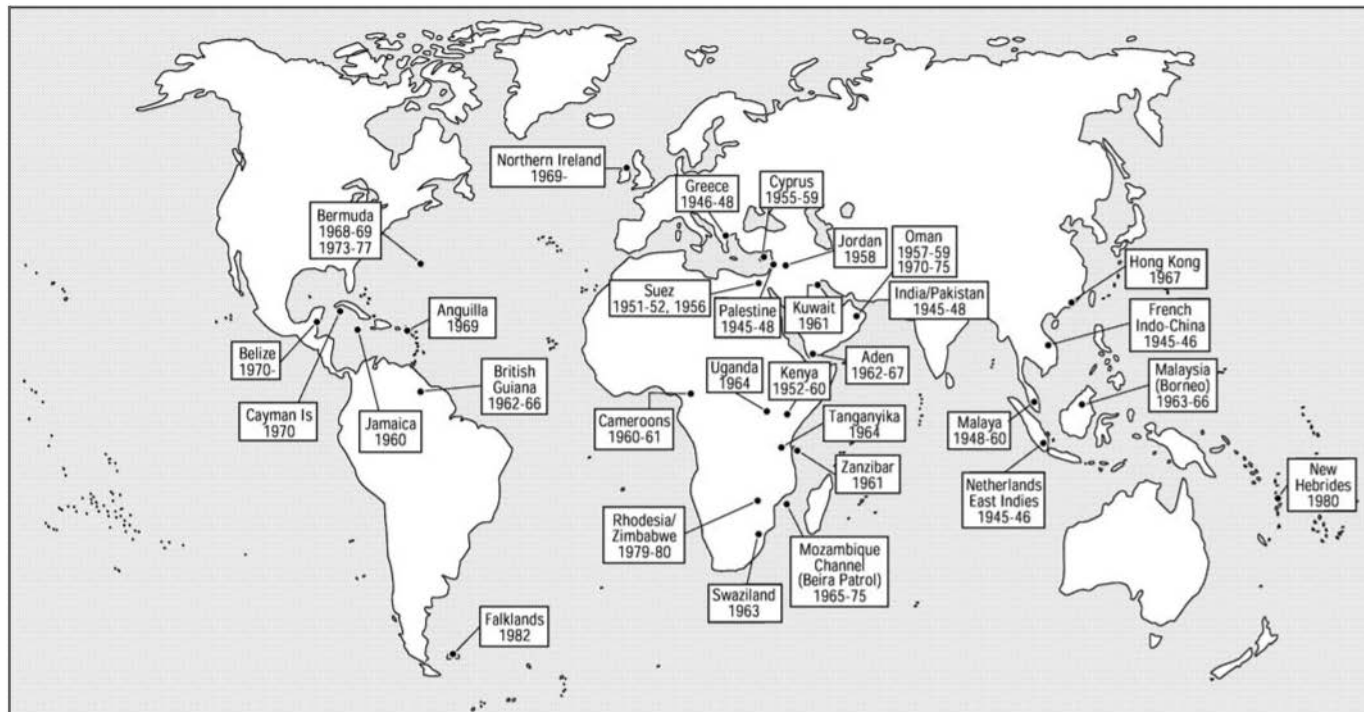 Northern Ireland
1969-
Greece
1946-48
Cyprus
1955-59
Bermuda
1968-69
1973-77
Jordan
1958
Oman
1957-59
1970-75
Hong Kong
1967
Suez
1951-52, 1956
Palestine
1945-48
Kuwait
1961
India/Pakistan
1945-48
French
Indo-China
1945-46
Anguilla
1969
Belize
1970-
Cayman Is
1970
Jamaica
1960
British
Guiana
1962-66
Cameroons
1960-61
Uganda
1964
Kenya
1952-60
Aden
1962-67
Malaysia
(Borneo)
1963-66
Malaya
1948-60
Tanganyika
1964
Zanzibar
1961
Netherlands
East Indies
1945-46
New
Hebrides
1980
Rhodesia/
Zimbabwe
1979-80
Mozambique
Channel
(Beira Patrol)
1965-75
Swaziland
1963
Falklands
1982